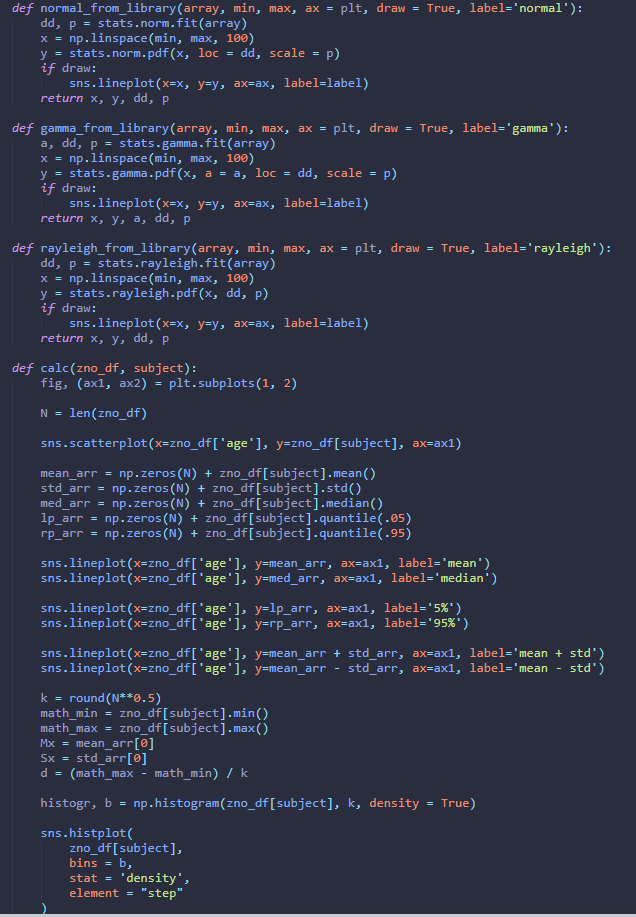 def normal_from_library(array, min, max, ax = plt, draw = True, label='normal'):
    dd, p = stats.norm.fit(array)
    x = np.linspace(min, max, 100)
    y = stats.norm.pdf(x, loc = dd, scale = p)
    if draw:
        sns.lineplot(x=x, y=y, ax=ax, label=label)
    return x, y, dd, p
def gamma_from_library(array, min, max, ax = plt, draw = True, label='gamma'):
    a, dd, p = stats.gamma.fit(array)
    x = np.linspace(min, max, 100)
    y = stats.gamma.pdf(x, a = a, loc = dd, scale = p)
    if draw:
        sns.lineplot(x=x, y=y, ax=ax, label=label)
    return x, y, a, dd, p
def rayleigh_from_library(array, min, max, ax = plt, draw = True, label='rayleigh'):
    dd, p = stats.rayleigh.fit(array)
    x = np.linspace(min, max, 100)
    y = stats.rayleigh.pdf(x, dd, p)
    if draw:
        sns.lineplot(x=x, y=y, ax=ax, label=label)
    return x, y, dd, p
def calc(zno_df, subject):
    fig, (ax1, ax2) = plt.subplots(1, 2)
    N = len(zno_df)
    sns.scatterplot(x=zno_df['age'], y=zno_df[subject], ax=ax1)
    mean_arr = np.zeros(N) + zno_df[subject].mean()
    std_arr = np.zeros(N) + zno_df[subject].std()
    med_arr = np.zeros(N) + zno_df[subject].median()
    lp_arr = np.zeros(N) + zno_df[subject].quantile(.05)
    rp_arr = np.zeros(N) + zno_df[subject].quantile(.95)
    sns.lineplot(x=zno_df['age'], y=mean_arr, ax=ax1, label='mean')
    sns.lineplot(x=zno_df['age'], y=med_arr, ax=ax1, label='median')
    sns.lineplot(x=zno_df['age'], y=lp_arr, ax=ax1, label='5%')
    sns.lineplot(x=zno_df['age'], y=rp_arr, ax=ax1, label='95%')
    sns.lineplot(x=zno_df['age'], y=mean_arr + std_arr, ax=ax1, label='mean + std')
    sns.lineplot(x=zno_df['age'], y=mean_arr - std_arr, ax=ax1, label='mean - std')
    k = round(N**0.5)
    math_min = zno_df[subject].min()
    math_max = zno_df[subject].max()
    Mx = mean_arr[0]
    Sx = std_arr[0]
    d = (math_max - math_min) / k
    histogr, b = np.histogram(zno_df[subject], k, density = True)
    sns.histplot(
        zno_df[subject],
        bins = b,
        stat = 'density',
        element = "step"
    )